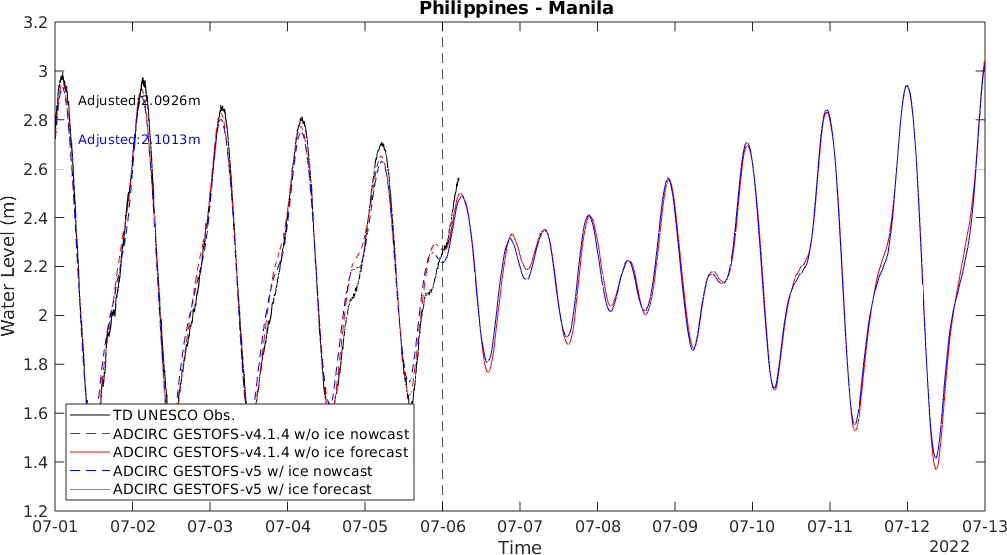 Philippines - Manila
3.2
3
2.8
2.6
2.4
2.2
2
1.8
1.6
1.4
1.2
Water Level (m)
Adjusted:2.0926m
Adjusted:2.1013m
TD UNESCO Obs.
ADCIRC GESTOFS-v4.1.4 w/o ice nowcast
ADCIRC GESTOFS-v4.1.4 w/o ice forecast
ADCIRC GESTOFS-v5 w/ ice nowcast
ADCIRC GESTOFS-v5 w/ ice forecast
07-01 07-02 07-03 07-04 07-05 07-06 07-07 07-08 07-09 07-10 07-11 07-12 07-13
Time
2022